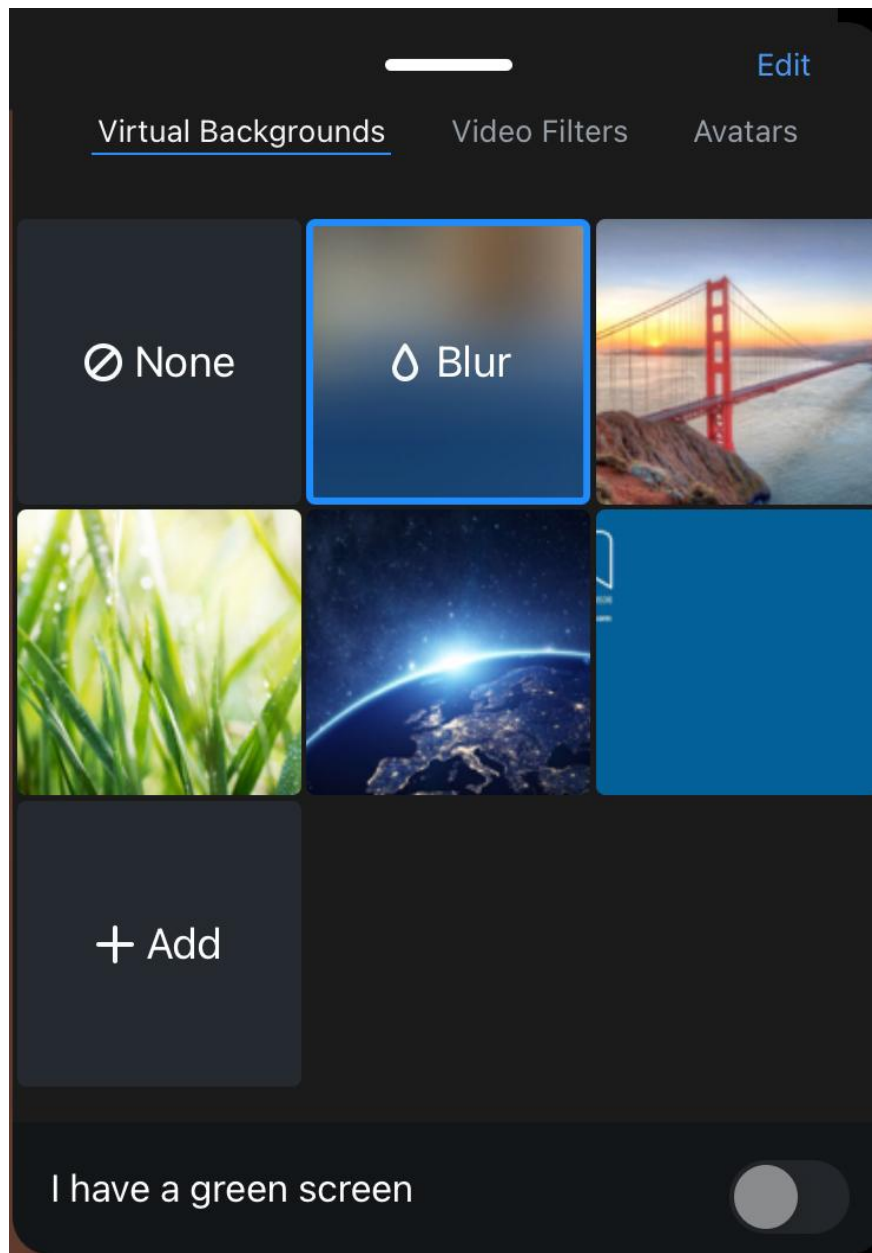 Edit
Virtual Backgrounds Video Filters Avatars
None Blur
+ Add
I have a green screen